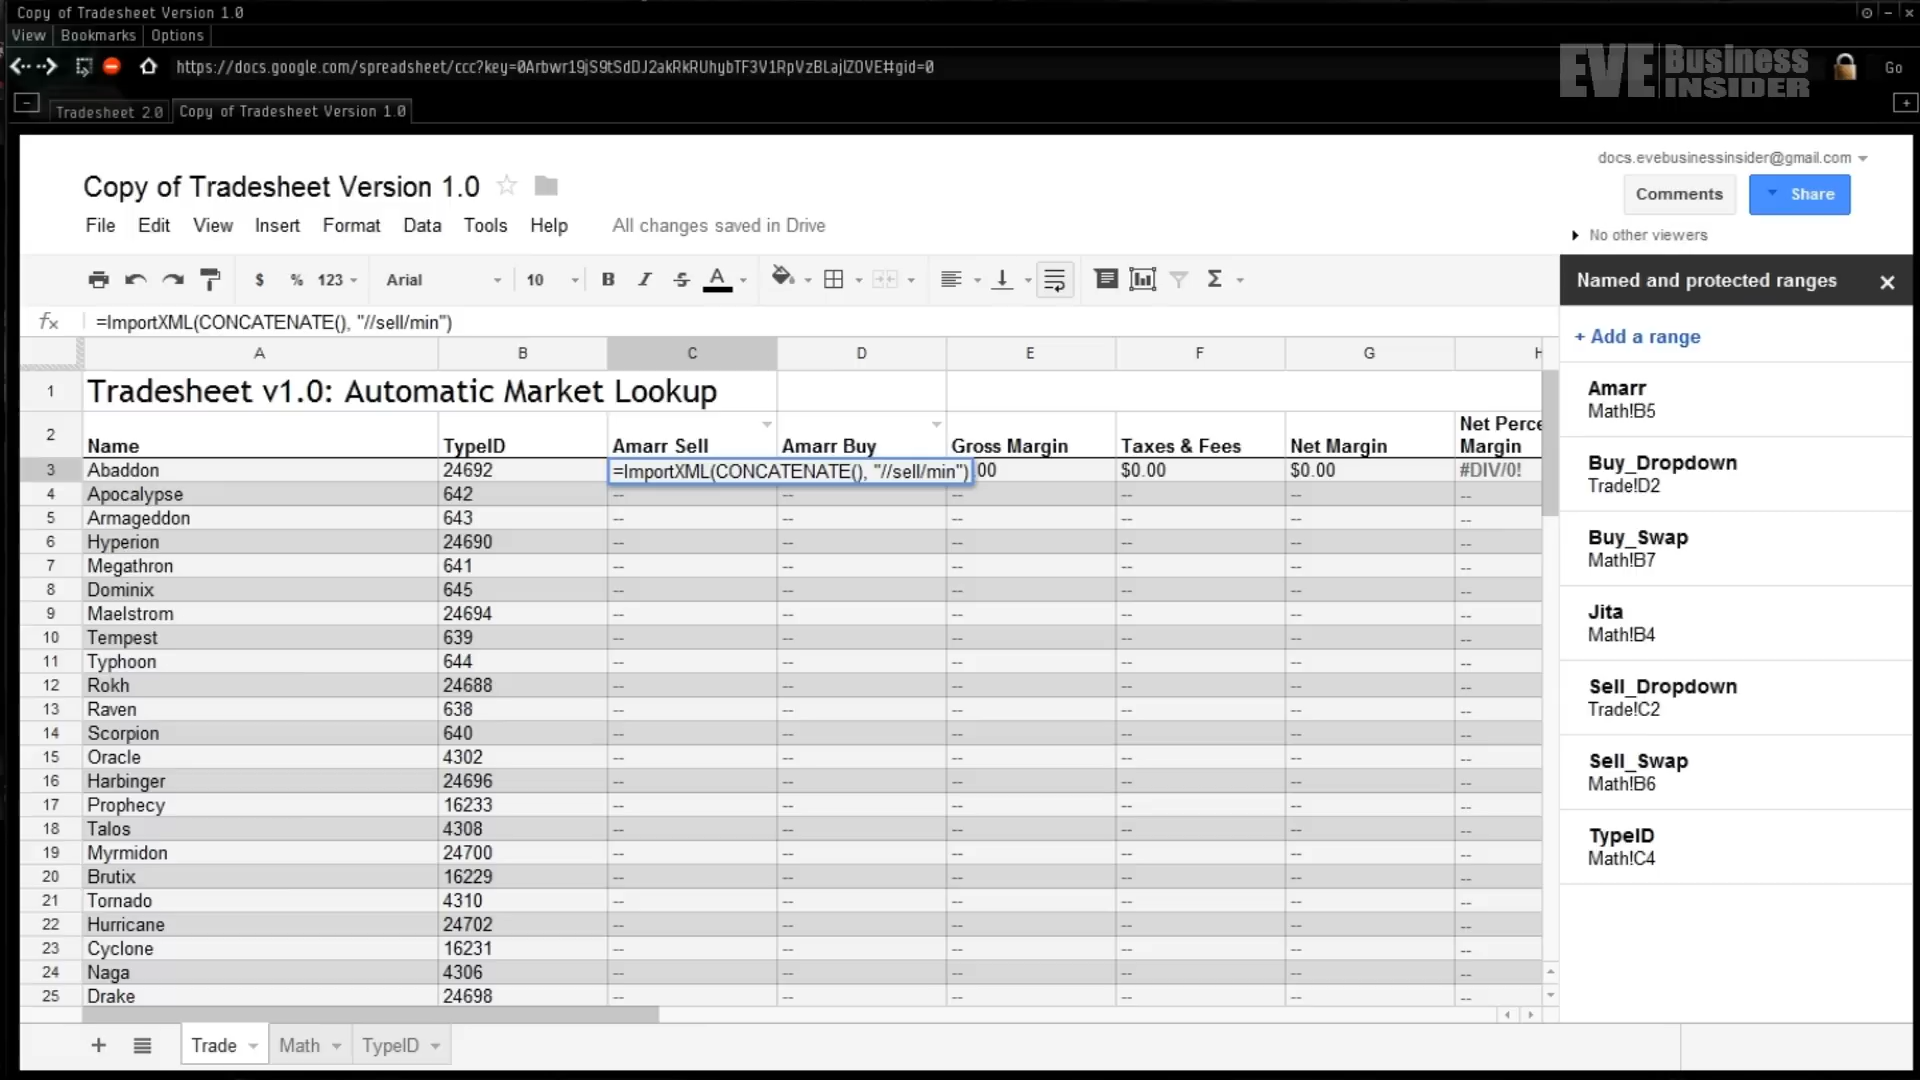 Copy of Tradesheet Version 1.0
View Bookmarks Options
https://docs.google.com/spreadsheet/ccc?key=0Arbwr19jS9tSdDJ2akRkRUhybTF3V1RpVzBLajlZOVE#gid=0
EVE Business INSIDER
Go
Tradesheet 2.0 Copy of Tradesheet Version 1.0
docs.evebusinessinsider@gmail.com
Copy of Tradesheet Version 1.0
Comments Share
File Edit View Insert Format Data Tools Help All changes saved in Drive
No other viewers
$ % 123 Arial 10 B I S A Σ
Named and protected ranges
fx =ImportXML(CONCATENATE(), "//sell/min")
+ Add a range
A B C D E F G H
1 Tradesheet v1.0: Automatic Market Lookup
2 Name TypeID Amarr Sell Amarr Buy Gross Margin Taxes & Fees Net Margin Net Perce Margin
3 Abaddon 24692 =ImportXML(CONCATENATE(), "//sell/min") .00 $0.00 $0.00 #DIV/0!
4 Apocalypse 642 -- -- -- -- -- --
5 Armageddon 643 -- -- -- -- -- --
6 Hyperion 24690 -- -- -- -- -- --
7 Megathron 641 -- -- -- -- -- --
8 Dominix 645 -- -- -- -- -- --
9 Maelstrom 24694 -- -- -- -- -- --
10 Tempest 639 -- -- -- -- -- --
11 Typhoon 644 -- -- -- -- -- --
12 Rokh 24688 -- -- -- -- -- --
13 Raven 638 -- -- -- -- -- --
14 Scorpion 640 -- -- -- -- -- --
15 Oracle 4302 -- -- -- -- -- --
16 Harbinger 24696 -- -- -- -- -- --
17 Prophecy 16233 -- -- -- -- -- --
18 Talos 4308 -- -- -- -- -- --
19 Myrmidon 24700 -- -- -- -- -- --
20 Brutix 16229 -- -- -- -- -- --
21 Tornado 4310 -- -- -- -- -- --
22 Hurricane 24702 -- -- -- -- -- --
23 Cyclone 16231 -- -- -- -- -- --
24 Naga 4306 -- -- -- -- -- --
25 Drake 24698 -- -- -- -- -- --
Amarr
Math!B5
Buy_Dropdown
Trade!D2
Buy_Swap
Math!B7
Jita
Math!B4
Sell_Dropdown
Trade!C2
Sell_Swap
Math!B6
TypeID
Math!C4
Trade Math TypeID